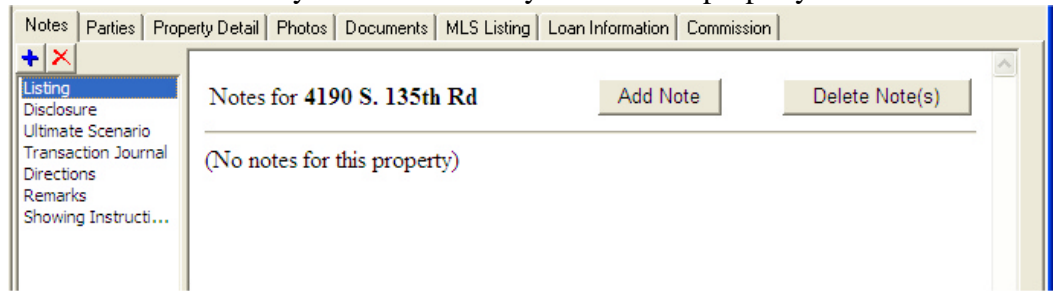 Notes Parties Property Detail Photos Documents MLS Listing Loan Information Commission
Listing
Disclosure
Ultimate Scenario
Transaction Journal
Directions
Remarks
Showing Instructi...
Notes for 4190 S. 135th Rd Add Note Delete Note(s)
(No notes for this property)